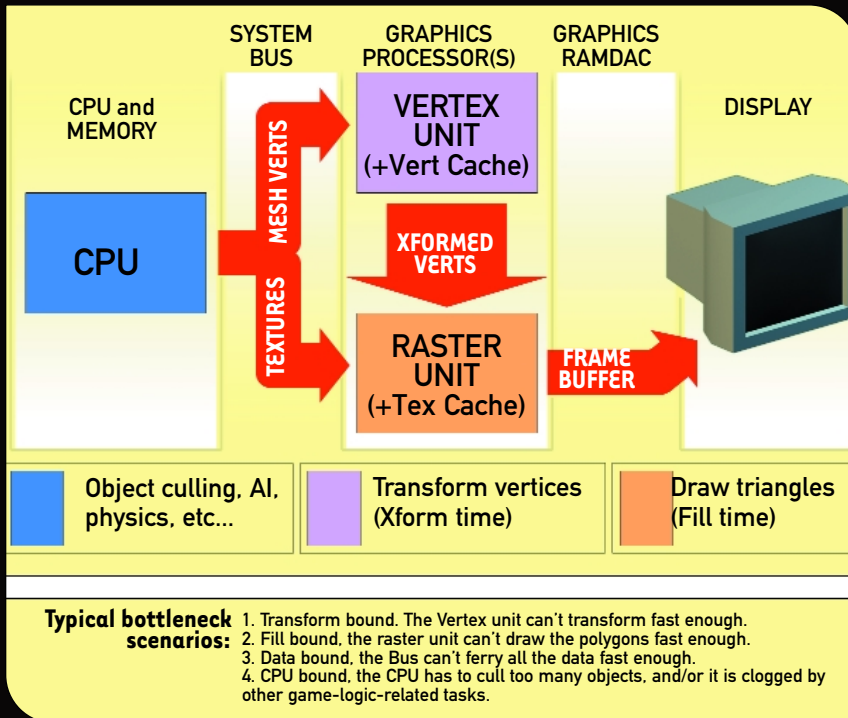 SYSTEM
BUS
GRAPHICS
PROCESSOR(S)
GRAPHICS
RAMDAC
CPU and
MEMORY
DISPLAY
CPU
MESH VERTS
TEXTURES
VERTEX
UNIT
(+Vert Cache)
XFORMED
VERTS
RASTER
UNIT
(+Tex Cache)
FRAME
BUFFER
Object culling, AI,
physics, etc...
Transform vertices
(Xform time)
Draw triangles
(Fill time)
Typical bottleneck
scenarios:
1. Transform bound. The Vertex unit can't transform fast enough.
2. Fill bound, the raster unit can't draw the polygons fast enough.
3. Data bound, the Bus can't ferry all the data fast enough.
4. CPU bound, the CPU has to cull too many objects, and/or it is clogged by
other game-logic-related tasks.